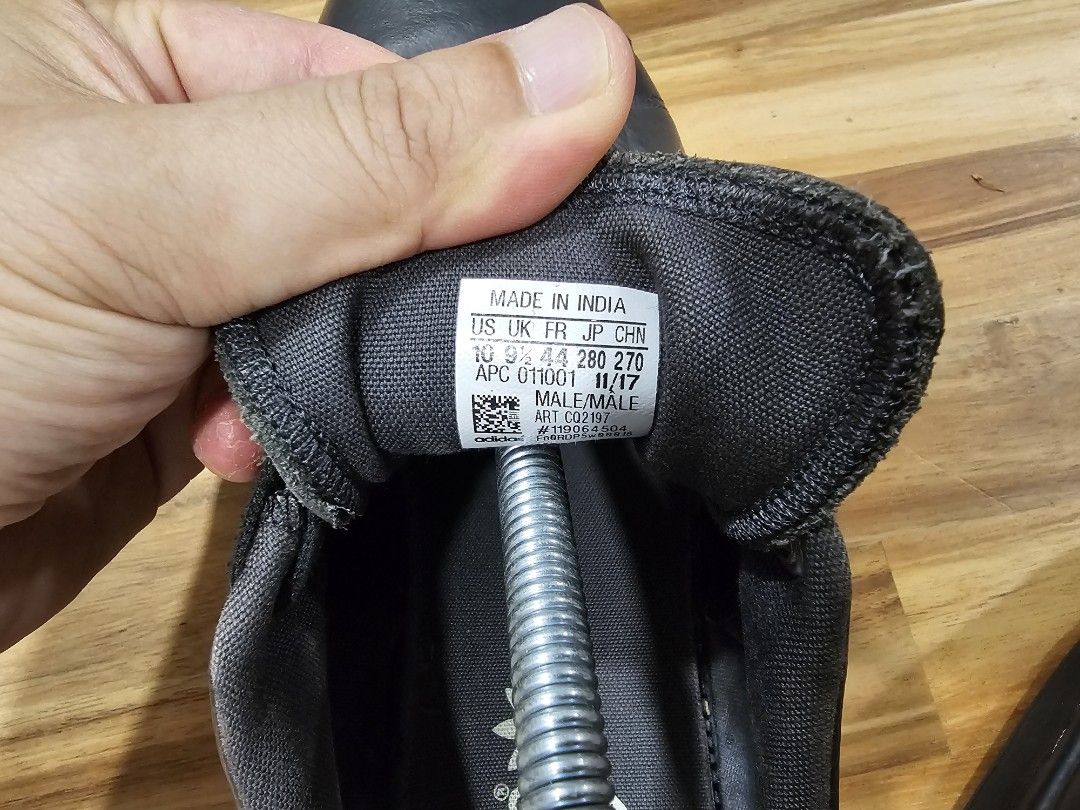 MADE IN INDIA
US UK FR JP CHN
10 9½ 44 280 270
APC 011001 11/17
MALE/MÂLE
ART CQ2197
#119064504
adidas
®